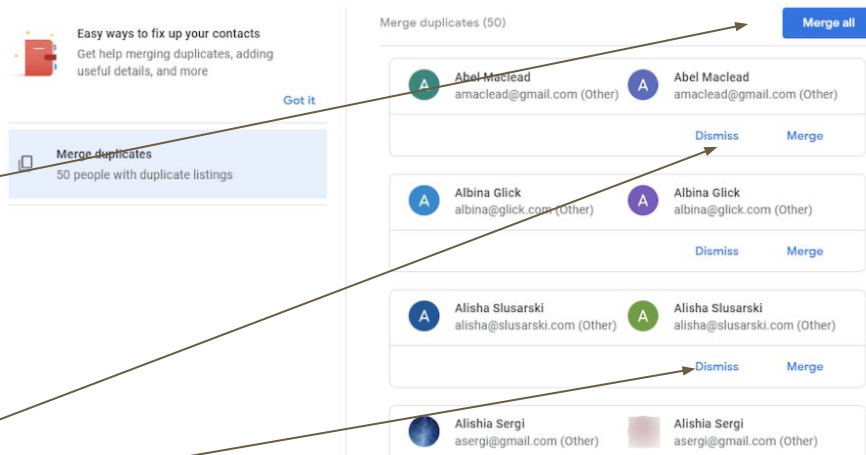 Easy ways to fix up your contacts
Get help merging duplicates, adding
useful details, and more
Got it
Merge duplicates
50 people with duplicate listings
Merge duplicates (50)
Merge all
A
Abel Maclead
amaclead@gmail.com (Other)
A
Abel Maclead
amaclead@gmail.com (Other)
Dismiss
Merge
A
Albina Glick
albina@glick.com (Other)
A
Albina Glick
albina@glick.com (Other)
Dismiss
Merge
A
Alisha Slusarski
alisha@slusarski.com (Other)
A
Alisha Slusarski
alisha@slusarski.com (Other)
Dismiss
Merge
Alishia Sergi
asergi@gmail.com (Other)
Alishia Sergi
asergi@gmail.com (Other)